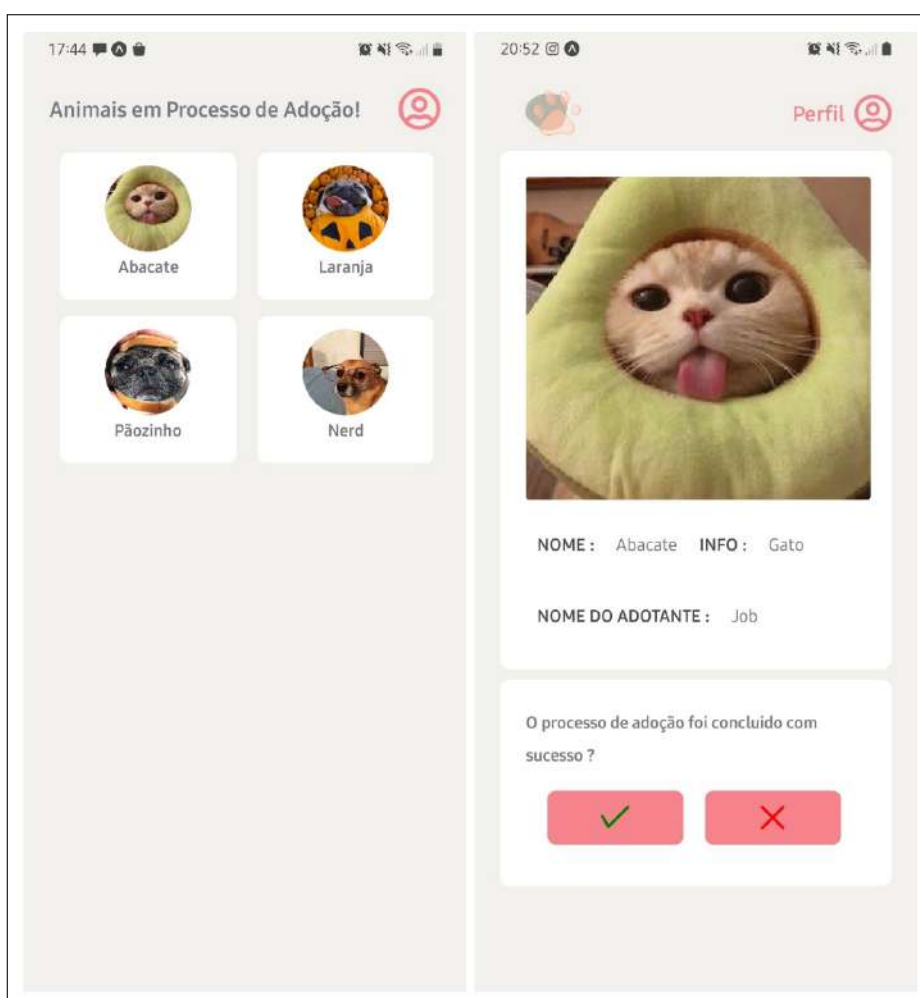 17:44
Animais em Processo de Adoção!
Abacate
Laranja
Pãozinho
Nerd
20:52
Perfil
NOME : Abacate INFO : Gato
NOME DO ADOTANTE : Job
O processo de adoção foi concluido com
sucesso ?